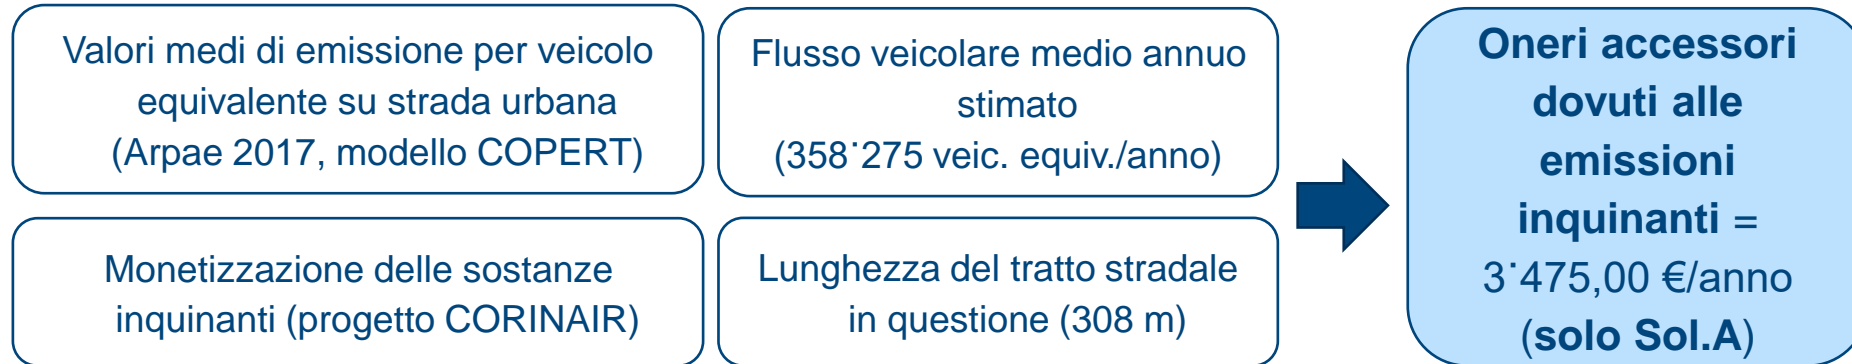 Valori medi di emissione per veicolo
equivalente su strada urbana
(Arpae 2017, modello COPERT)
Flusso veicolare medio annuo
stimato
(358˙275 veic. equiv./anno)
Monetizzazione delle sostanze
inquinanti (progetto CORINAIR)
Lunghezza del tratto stradale
in questione (308 m)
Oneri accessori
dovuti alle
emissioni
inquinanti =
3˙475,00 €/anno
(solo Sol.A)